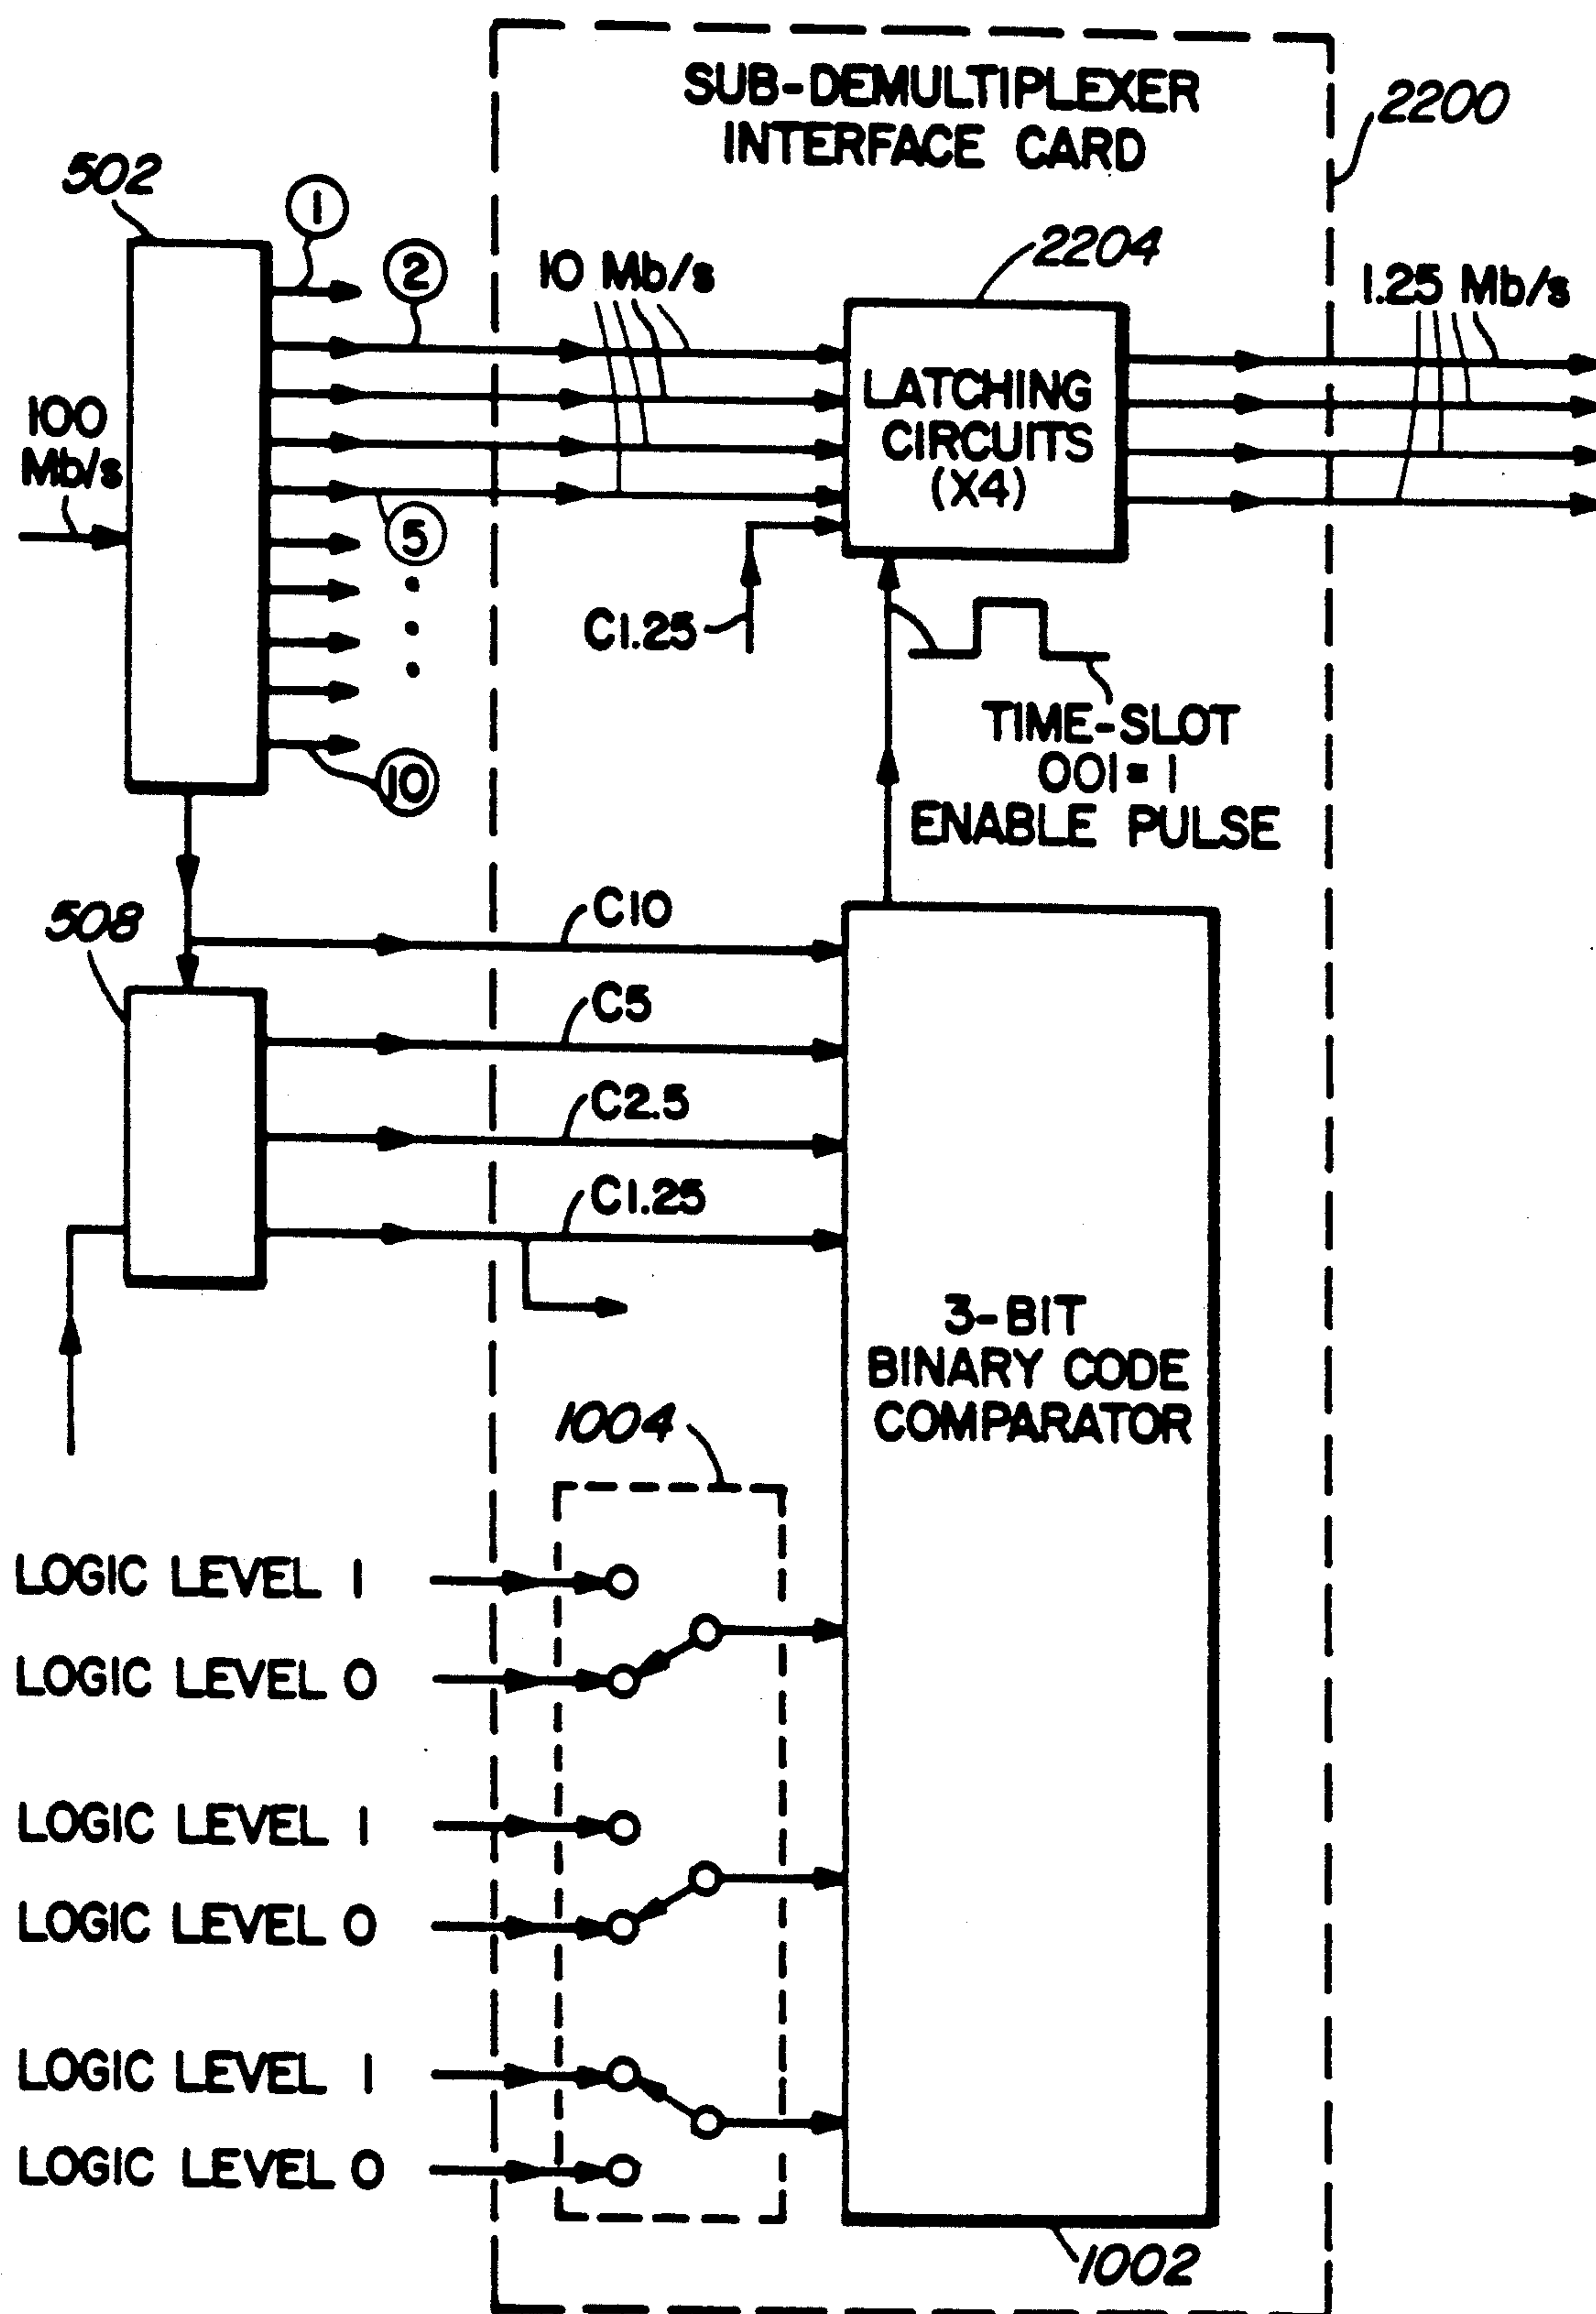 SUB-DEMULTIPLEXER
INTERFACE CARD
2200
502
1
2
10 Mb/s
2204
1.25 Mb/s
100
Mb/s
LATCHING
CIRCUITS
(X4)
5
C1.25
10
TIME-SLOT
001=1
ENABLE PULSE
508
C10
C5
C2.5
C1.25
3-BIT
BINARY CODE
COMPARATOR
1004
LOGIC LEVEL 1
LOGIC LEVEL 0
LOGIC LEVEL 1
LOGIC LEVEL 0
LOGIC LEVEL 1
LOGIC LEVEL 0
1002